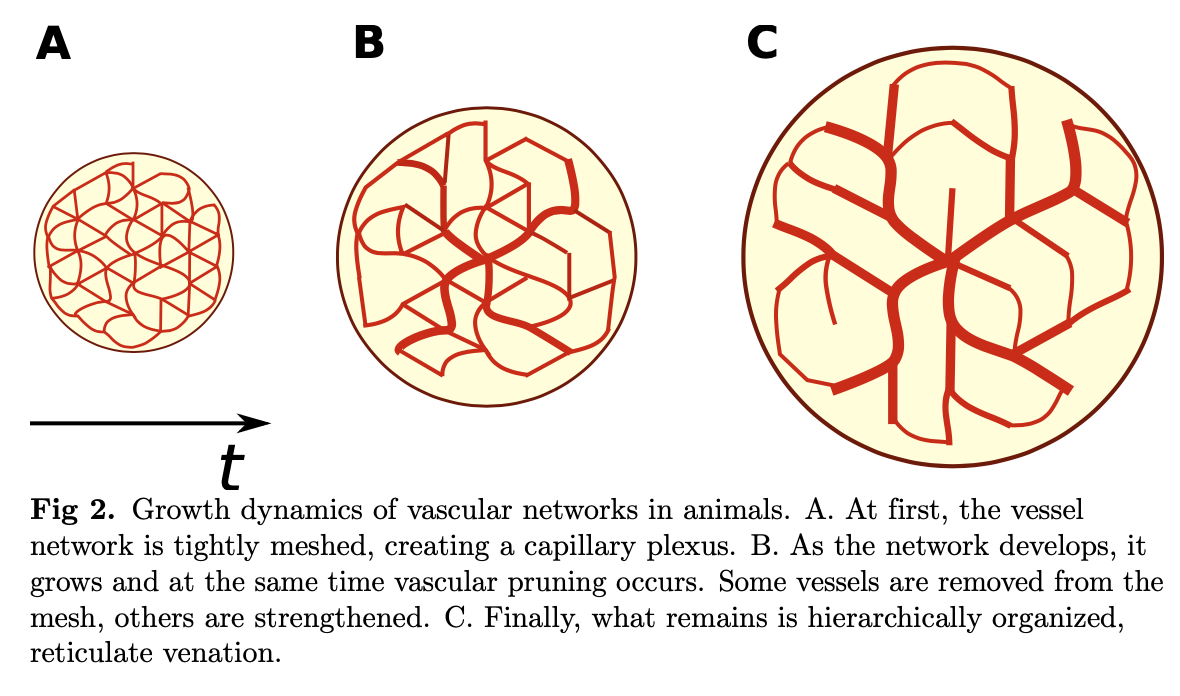 A
B
C
t
Fig 2. Growth dynamics of vascular networks in animals. A. At first, the vessel
network is tightly meshed, creating a capillary plexus. B. As the network develops, it
grows and at the same time vascular pruning occurs. Some vessels are removed from the
mesh, others are strengthened. C. Finally, what remains is hierarchically organized,
reticulate venation.